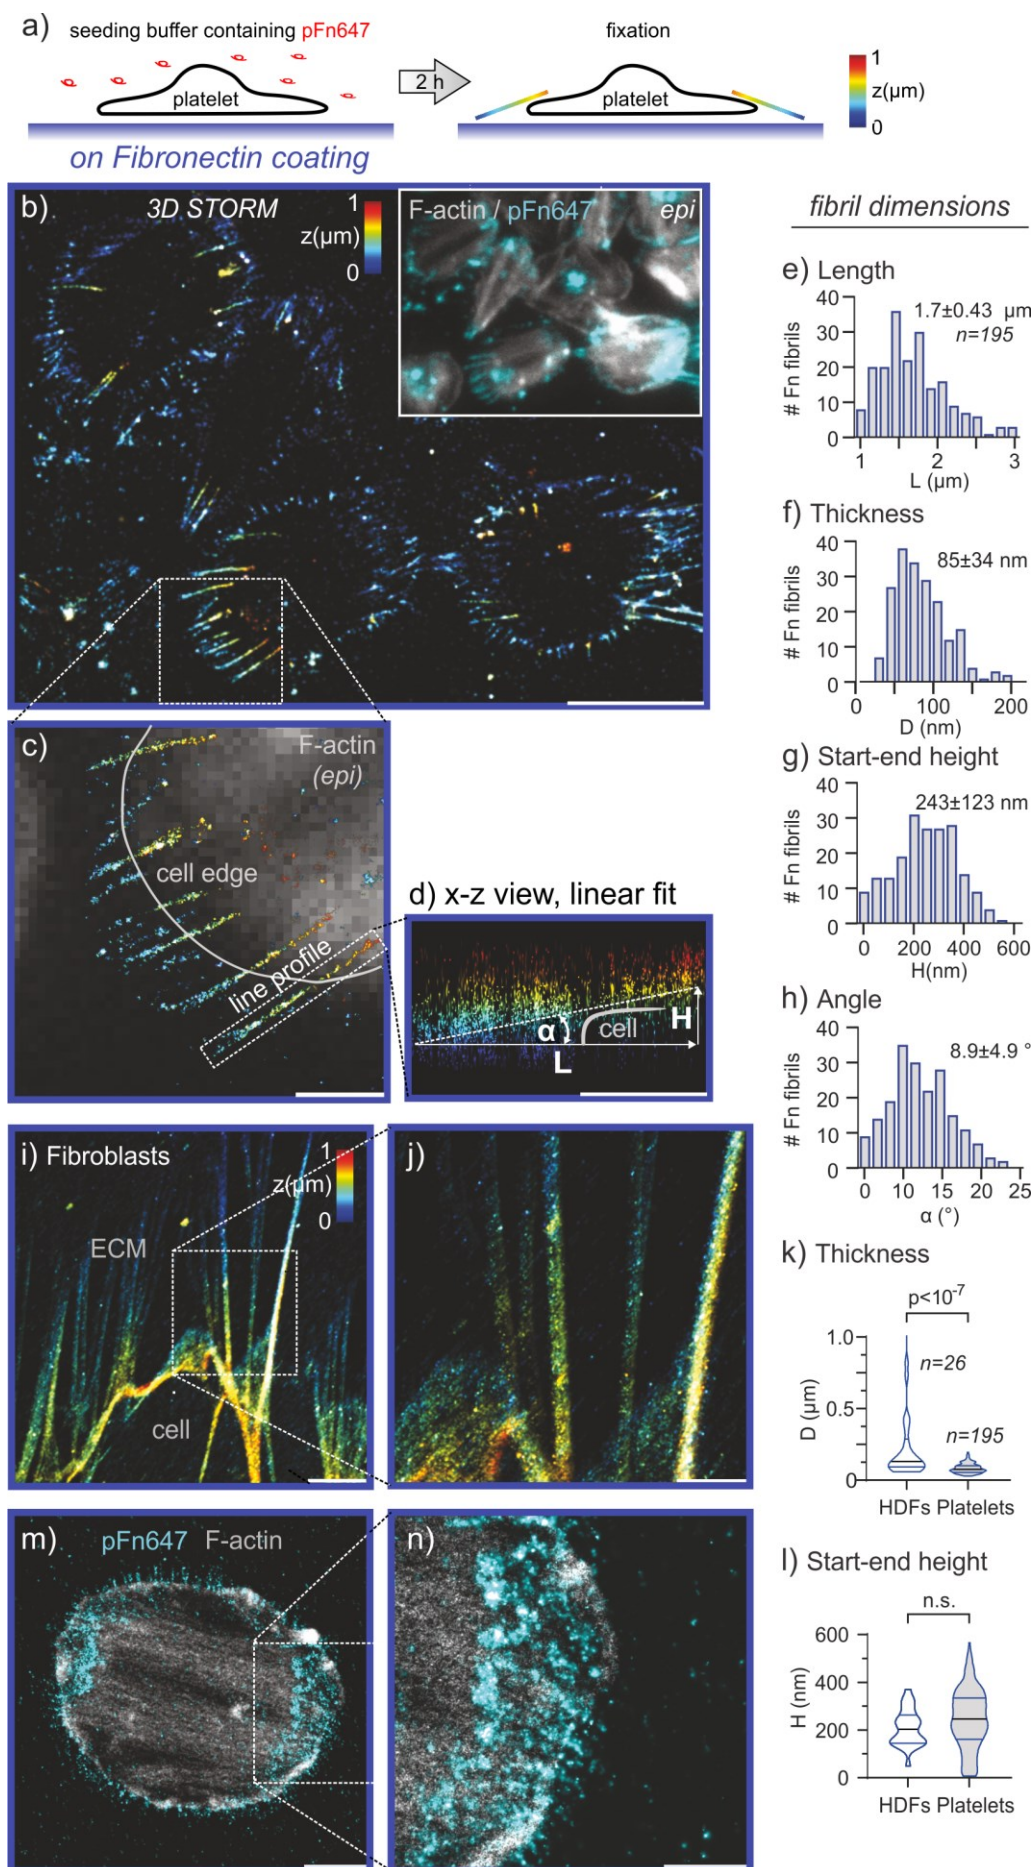 a)
seeding buffer containing pFn647
fixation
platelet
2 h
platelet
1
z(μm)
0
on Fibronectin coating
b)
3D STORM
1
z(μm)
0
F-actin / pFn647
epi
fibril dimensions
e) Length
40
30
20
10
0
# Fn fibrils
1.7±0.43 μm
n=195
1 2 3
L (μm)
f) Thickness
40
30
20
10
0
# Fn fibrils
85±34 nm
0 100 200
D (nm)
c)
F-actin
(epi)
cell edge
line profile
d) x-z view, linear fit
α
cell
H
L
g) Start-end height
40
30
20
10
0
# Fn fibrils
243±123 nm
0 200 400 600
H(nm)
h) Angle
40
30
20
10
0
# Fn fibrils
8.9±4.9 °
0 10 15 20 25
α (°)
i) Fibroblasts
1
z(μm)
0
ECM
cell
j)
k) Thickness
p<10⁻⁷
1.0
0.5
0
D (μm)
n=26
n=195
HDFs Platelets
m)
pFn647 F-actin
n)
l) Start-end height
n.s.
600
400
200
0
H (nm)
HDFs Platelets